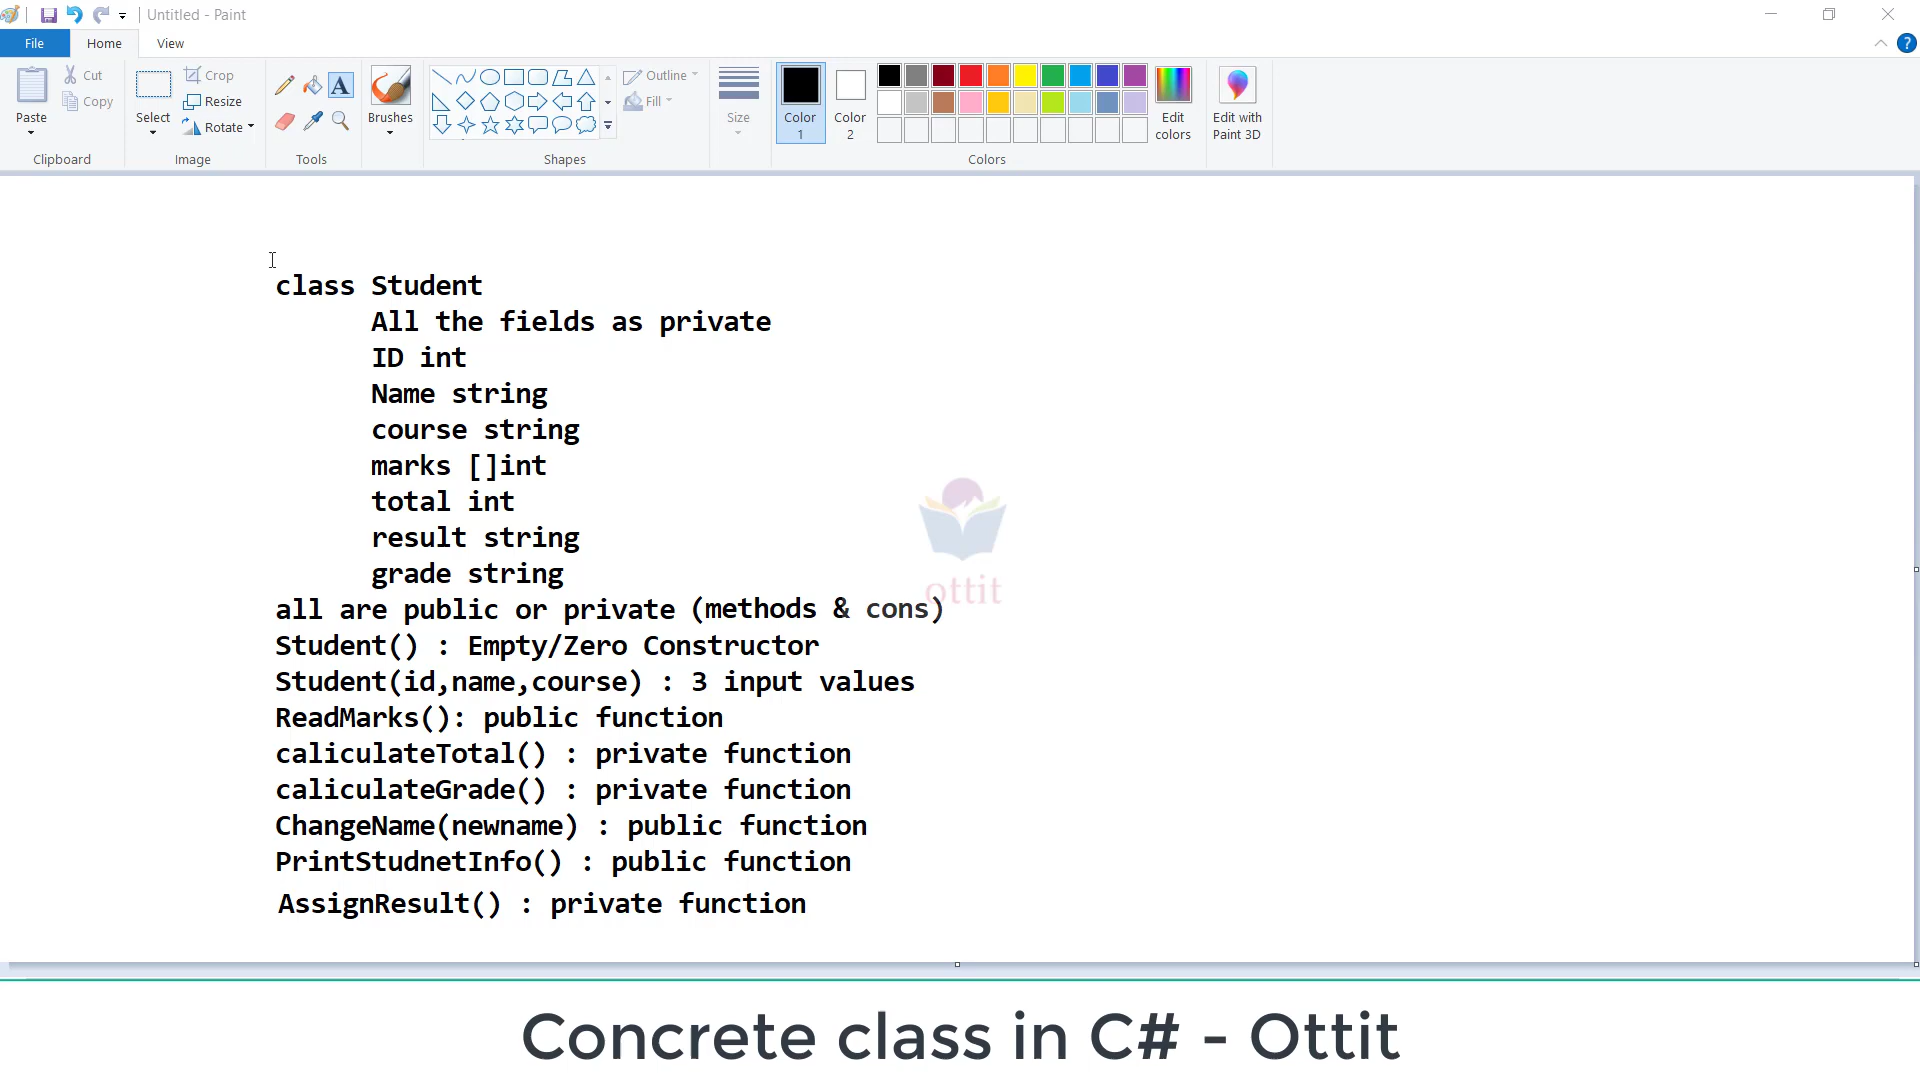 Untitled - Paint
File Home View
Paste
Cut
Copy
Clipboard
Select
Crop
Resize
Rotate
Image
A
Tools
Brushes
Shapes
Outline
Fill
Size
Color 1
Color 2
Colors
Edit colors
Edit with Paint 3D
?
class Student
All the fields as private
ID int
Name string
course string
marks []int
total int
result string
grade string
all are public or private (methods & cons)
Student() : Empty/Zero Constructor
Student(id,name,course) : 3 input values
ReadMarks(): public function
caliculateTotal() : private function
caliculateGrade() : private function
ChangeName(newname) : public function
PrintStudnetInfo() : public function
AssignResult() : private function
ottit
Concrete class in C# - Ottit